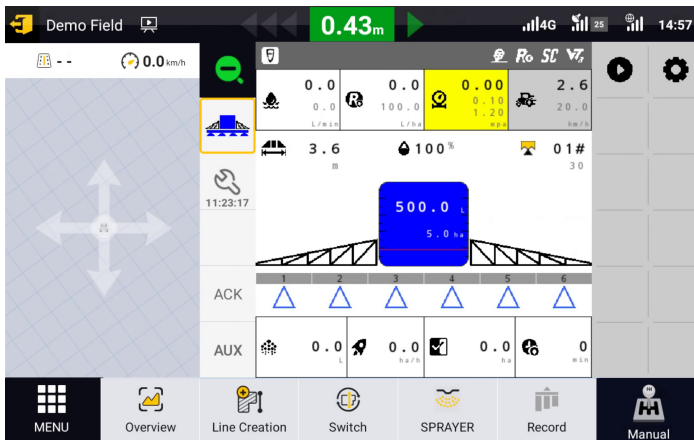 Demo Field
0.43m
4G
25
14:57
- -
0.0 km/h
Ro SC VT3
0.0
0.0
L/min
0.0
100.0
L/ha
0.00
0.10
1.20
mpa
2.6
20.0
km/h
3.6
m
100%
01#
30
11:23:17
500.0 L
5.0 ha
1 2 3 4 5 6
ACK
AUX
0.0
L
0.0
ha/h
0.0
ha
0
min
MENU
Overview
Line Creation
Switch
SPRAYER
Record
Manual